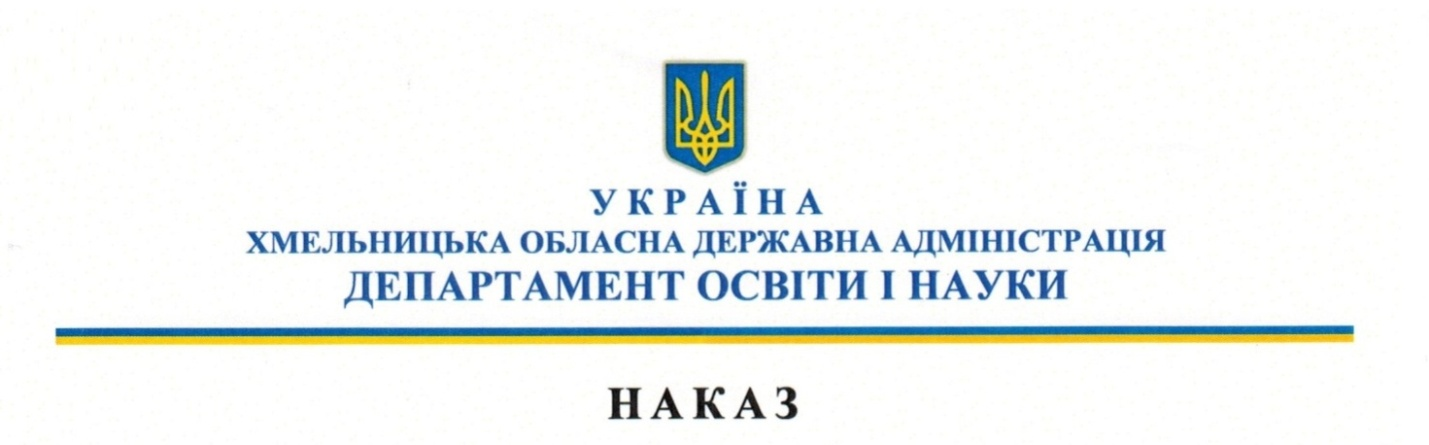 УКРАЇНА
ХМЕЛЬНИЦЬКА ОБЛАСНА ДЕРЖАВНА АДМІНІСТРАЦІЯ
ДЕПАРТАМЕНТ ОСВІТИ І НАУКИ
НАКАЗ